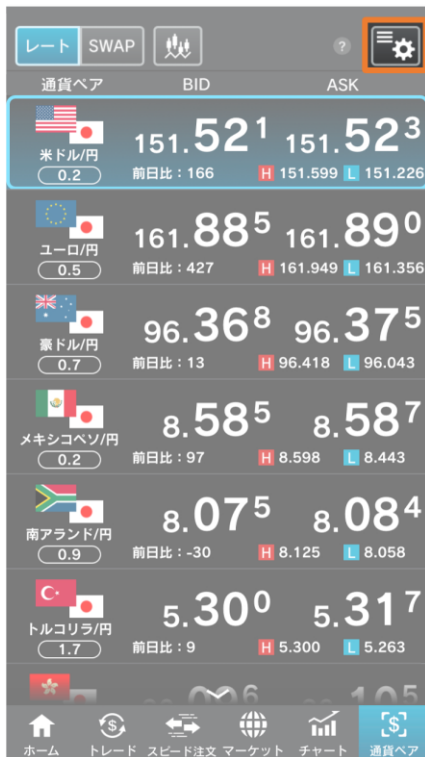 レート SWAP ?
通貨ペア BID ASK
151.521 151.523
米ドル/円
0.2 前日比：166 H 151.599 L 151.226
161.885 161.890
ユーロ/円
0.5 前日比：427 H 161.949 L 161.356
96.368 96.375
豪ドル/円
0.7 前日比：13 H 96.418 L 96.043
8.585 8.587
メキシコペソ/円
0.2 前日比：97 H 8.598 L 8.443
8.075 8.084
南アランド/円
0.9 前日比：-30 H 8.125 L 8.058
5.300 5.317
トルコリラ/円
1.7 前日比：9 H 5.300 L 5.263
ホーム トレード スピード注文 マーケット チャート 通貨ペア